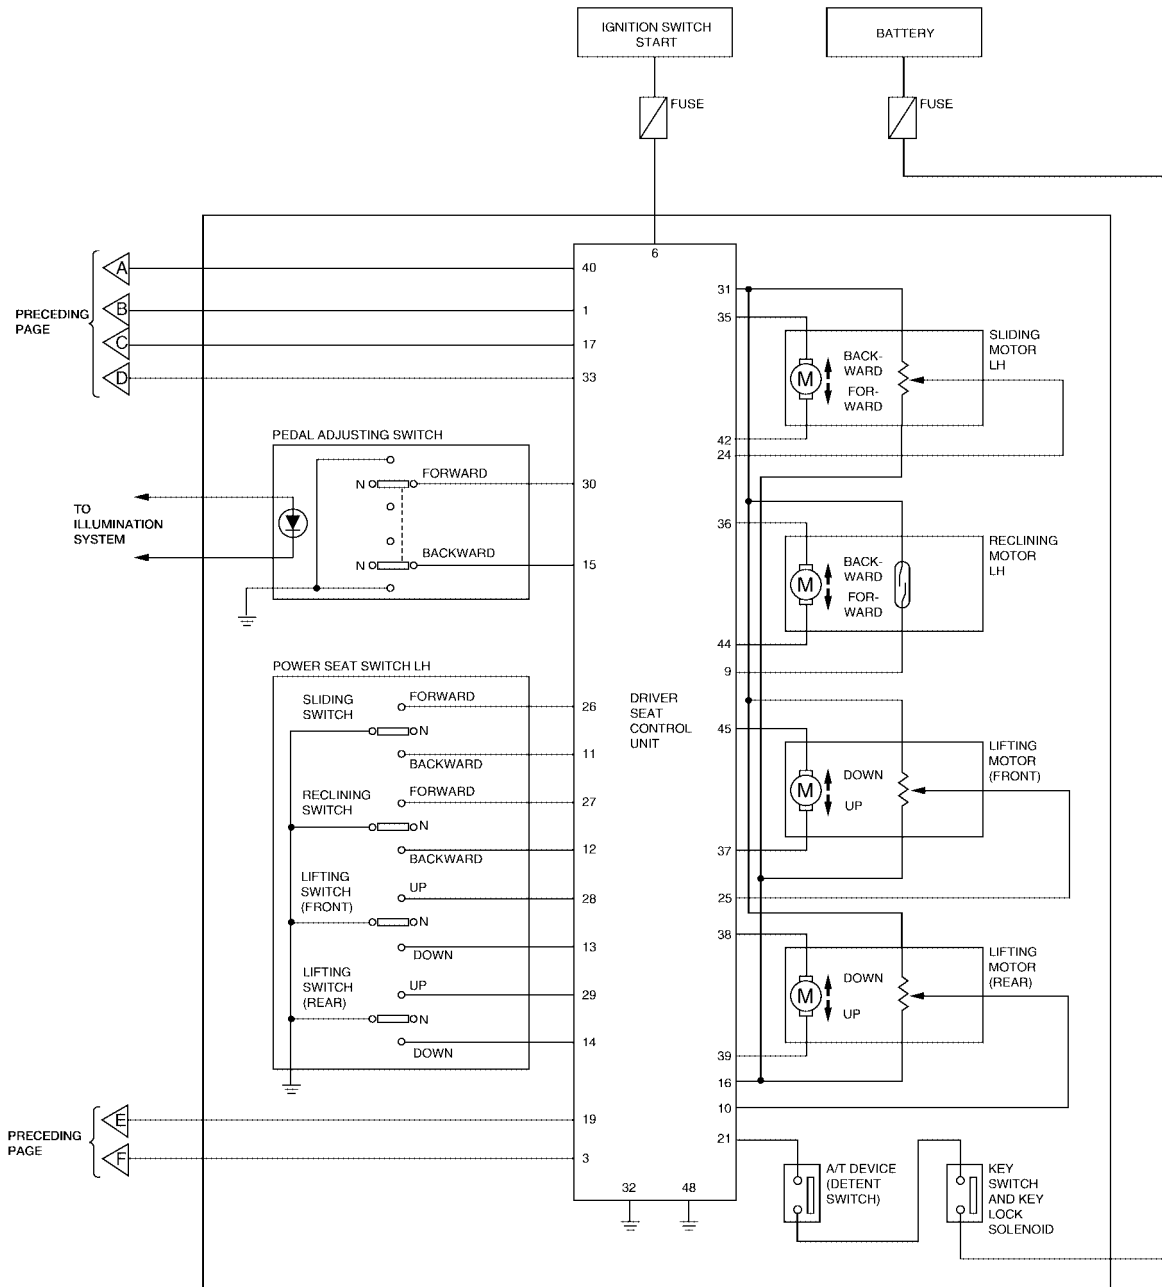 IGNITION SWITCH
START
BATTERY
FUSE
FUSE
6
PRECEDING
PAGE
A
40
B
1
C
17
D
33
31
35
SLIDING
MOTOR
LH
M
BACK-
WARD
FOR-
WARD
42
24
PEDAL ADJUSTING SWITCH
FORWARD
N
30
TO
ILLUMINATION
SYSTEM
BACKWARD
N
15
36
RECLINING
MOTOR
LH
M
BACK-
WARD
FOR-
WARD
44
9
POWER SEAT SWITCH LH
SLIDING
SWITCH
FORWARD
26
N
11
BACKWARD
RECLINING
SWITCH
FORWARD
27
N
12
BACKWARD
LIFTING
SWITCH
(FRONT)
UP
28
N
13
DOWN
LIFTING
SWITCH
(REAR)
UP
29
N
14
DOWN
DRIVER
SEAT
CONTROL
UNIT
45
LIFTING
MOTOR
(FRONT)
M
DOWN
UP
37
25
38
LIFTING
MOTOR
(REAR)
M
DOWN
UP
39
16
10
PRECEDING
PAGE
E
19
F
3
21
32
48
A/T DEVICE
(DETENT
SWITCH)
KEY
SWITCH
AND KEY
LOCK
SOLENOID